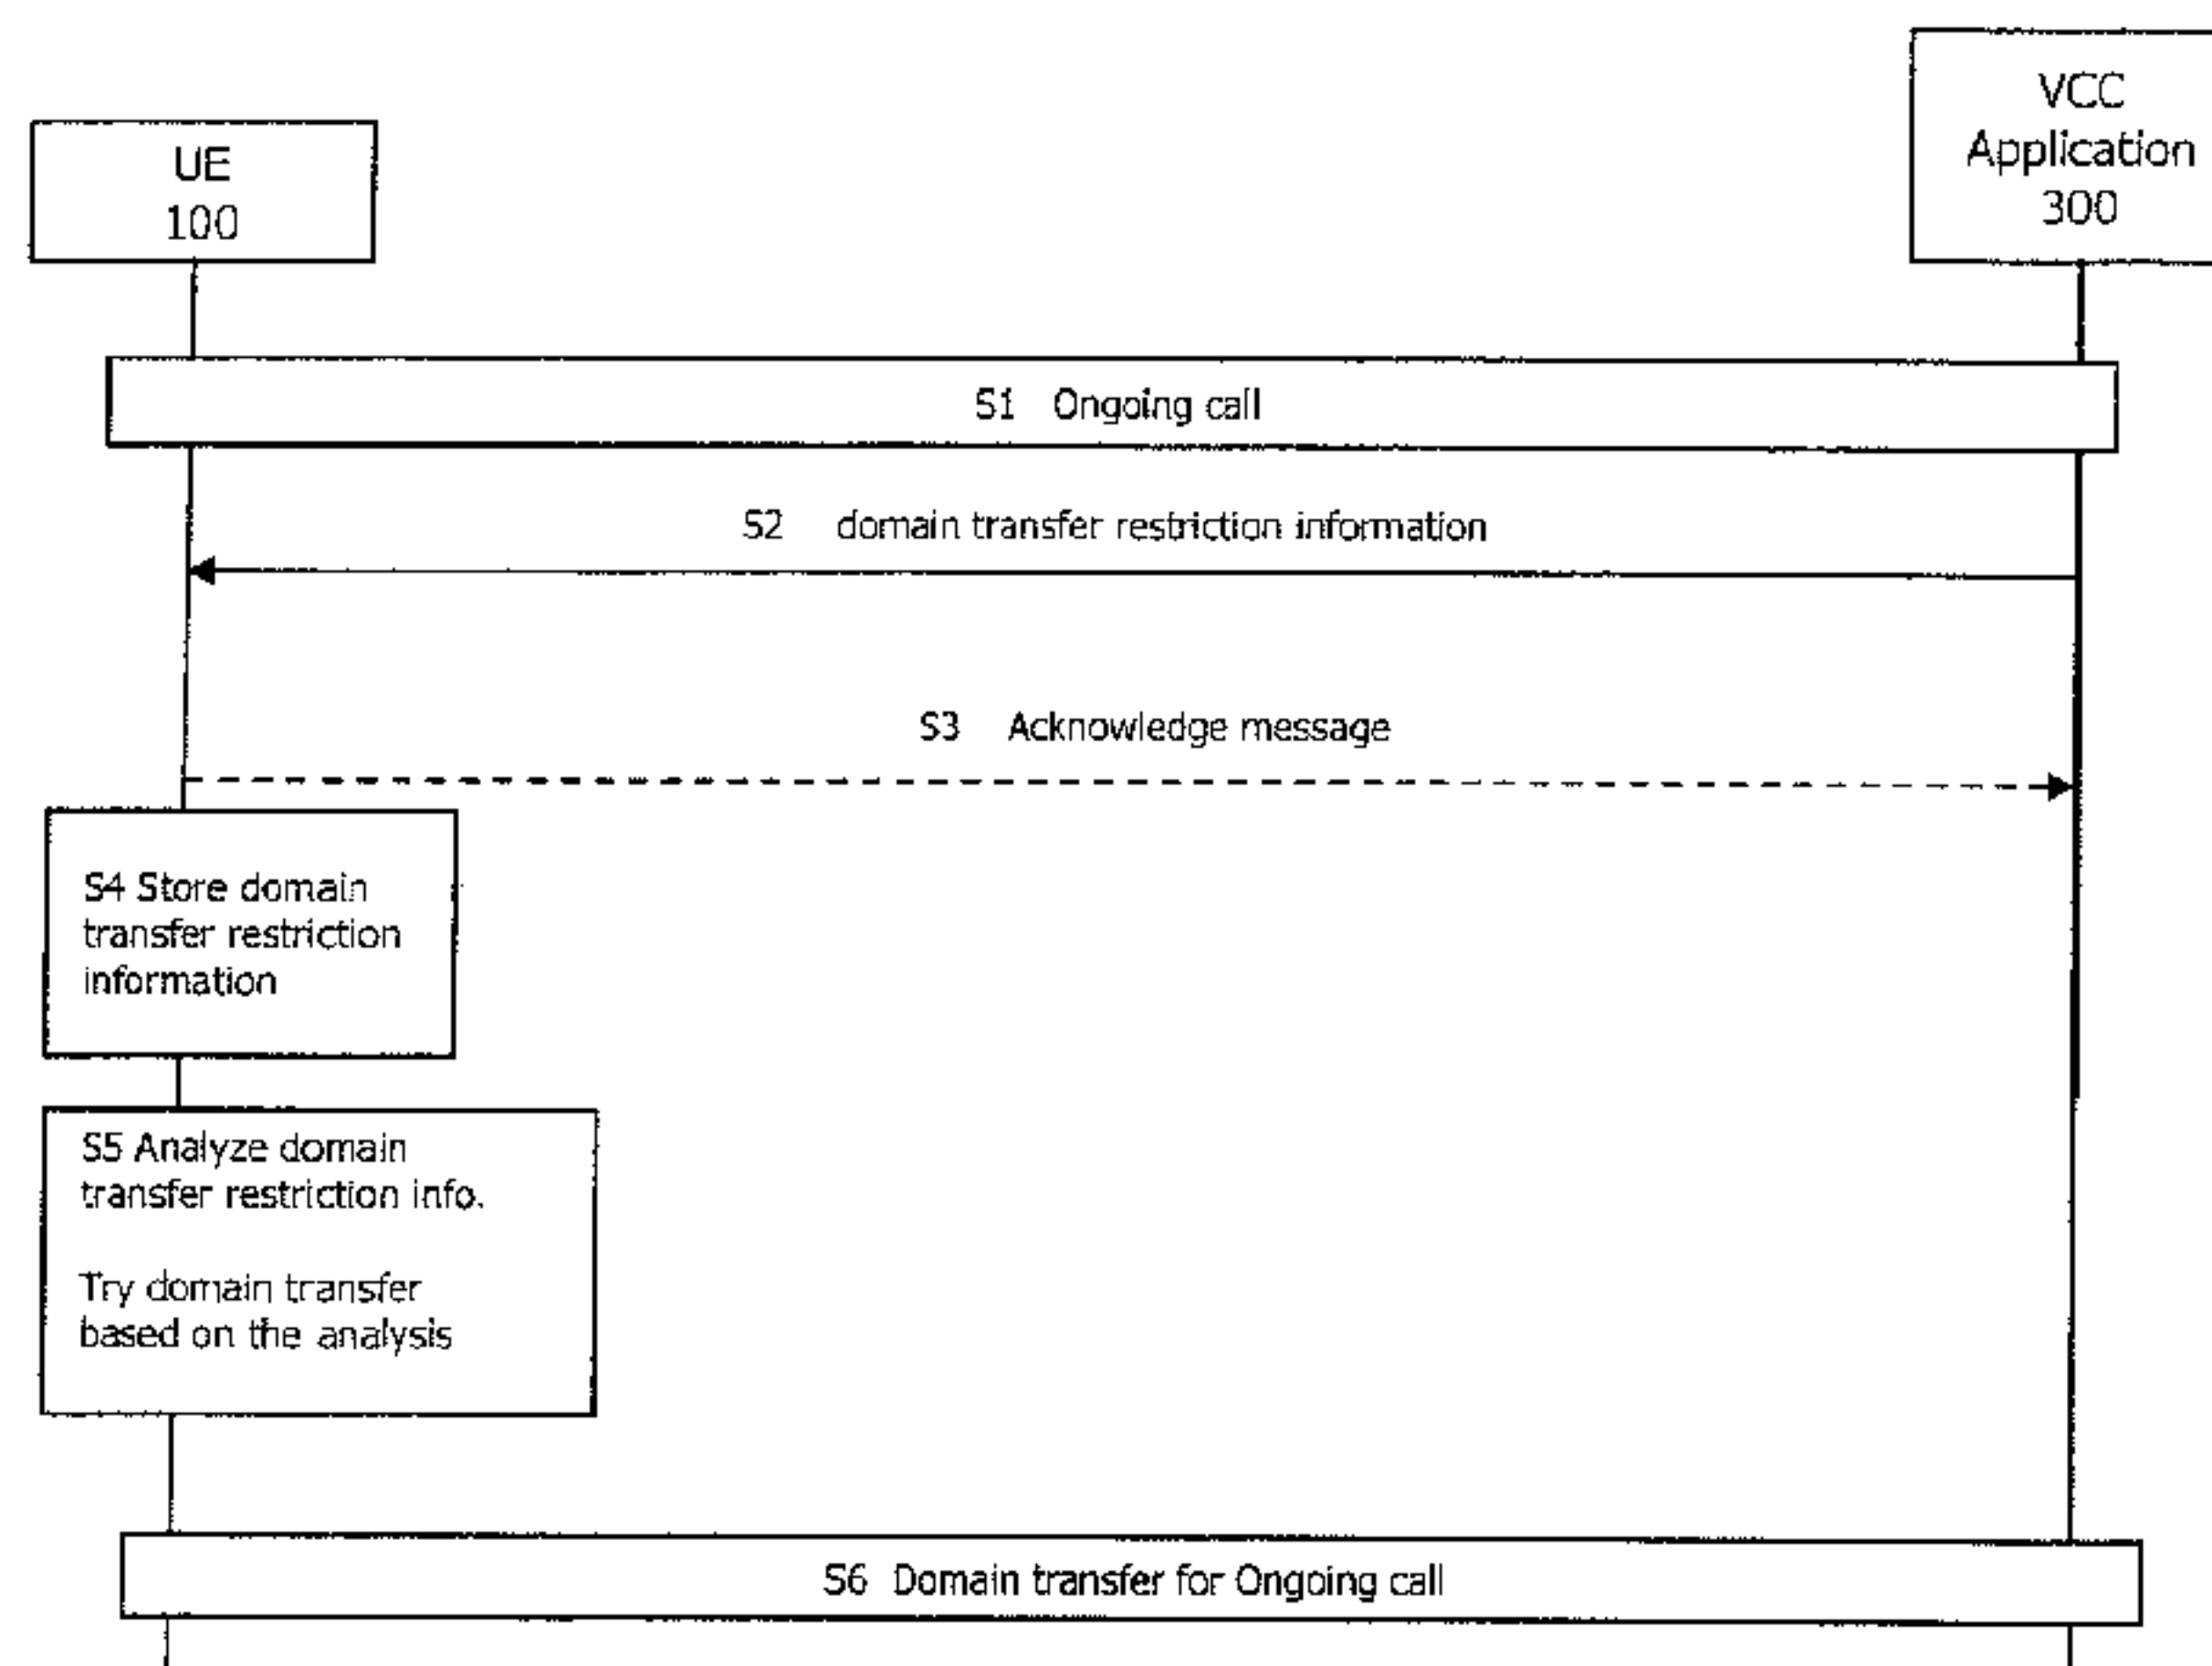 UE
100
VCC
Application
300
S1 Ongoing call
S2 domain transfer restriction information
S3 Acknowledge message
S4 Store domain
transfer restriction
information
S5 Analyze domain
transfer restriction info.
Try domain transfer
based on the analysis
S6 Domain transfer for Ongoing call